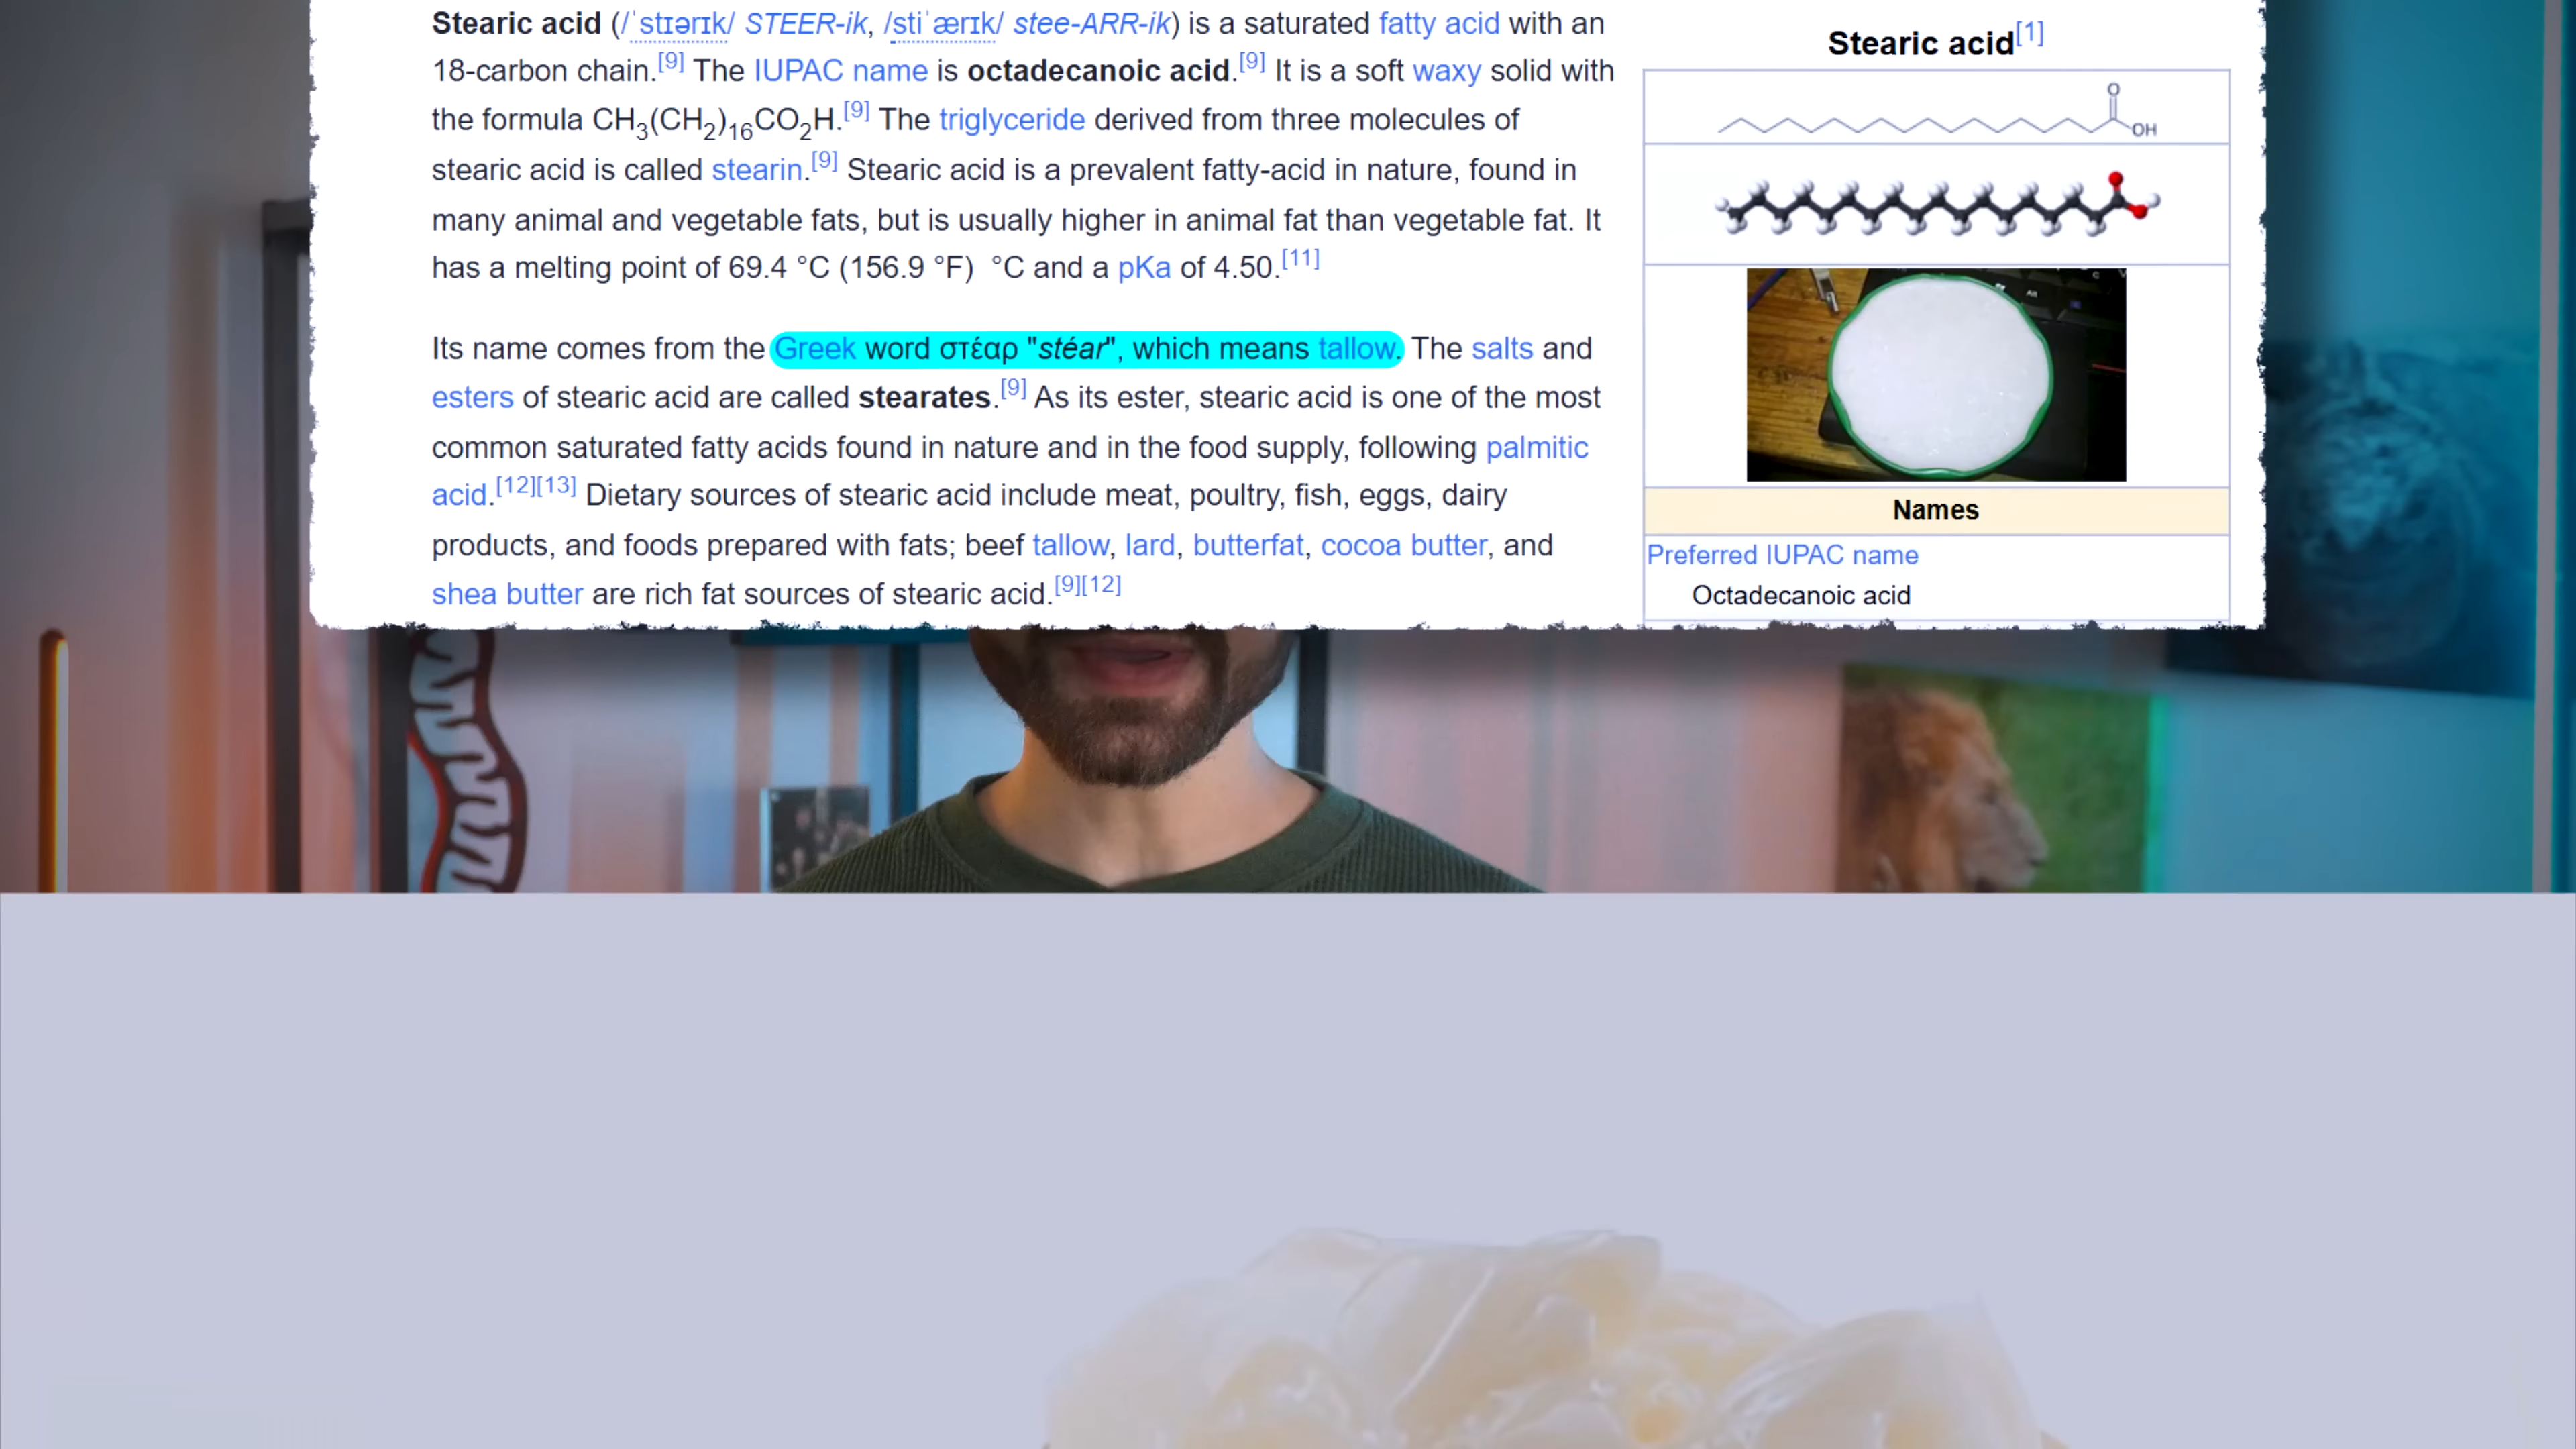 Stearic acid (/ˈstɪərɪk/ STEER-ik, /stiˈærɪk/ stee-ARR-ik) is a saturated fatty acid with an
18-carbon chain.[9] The IUPAC name is octadecanoic acid.[9] It is a soft waxy solid with
the formula CH3(CH2)16CO2H.[9] The triglyceride derived from three molecules of
stearic acid is called stearin.[9] Stearic acid is a prevalent fatty-acid in nature, found in
many animal and vegetable fats, but is usually higher in animal fat than vegetable fat. It
has a melting point of 69.4 °C (156.9 °F)  °C and a pKa of 4.50.[11]
Its name comes from the Greek word στέαρ "stéar", which means tallow. The salts and
esters of stearic acid are called stearates.[9] As its ester, stearic acid is one of the most
common saturated fatty acids found in nature and in the food supply, following palmitic
acid.[12][13] Dietary sources of stearic acid include meat, poultry, fish, eggs, dairy
products, and foods prepared with fats; beef tallow, lard, butterfat, cocoa butter, and
shea butter are rich fat sources of stearic acid.[9][12]
Stearic acid[1]
O
OH
Names
Preferred IUPAC name
Octadecanoic acid